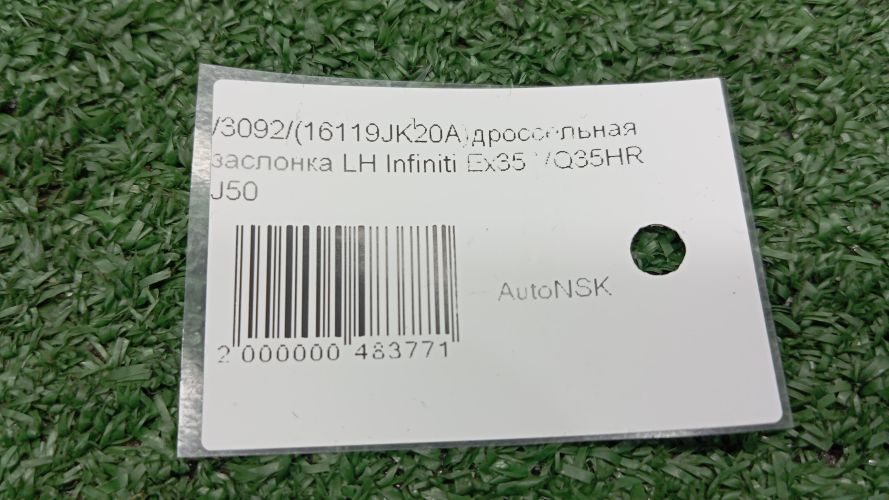 /3092/(16119JK20A)дроссельная
заслонка LH Infiniti Ex35 VQ35HR
J50
AutoNSK
2 000000 483771